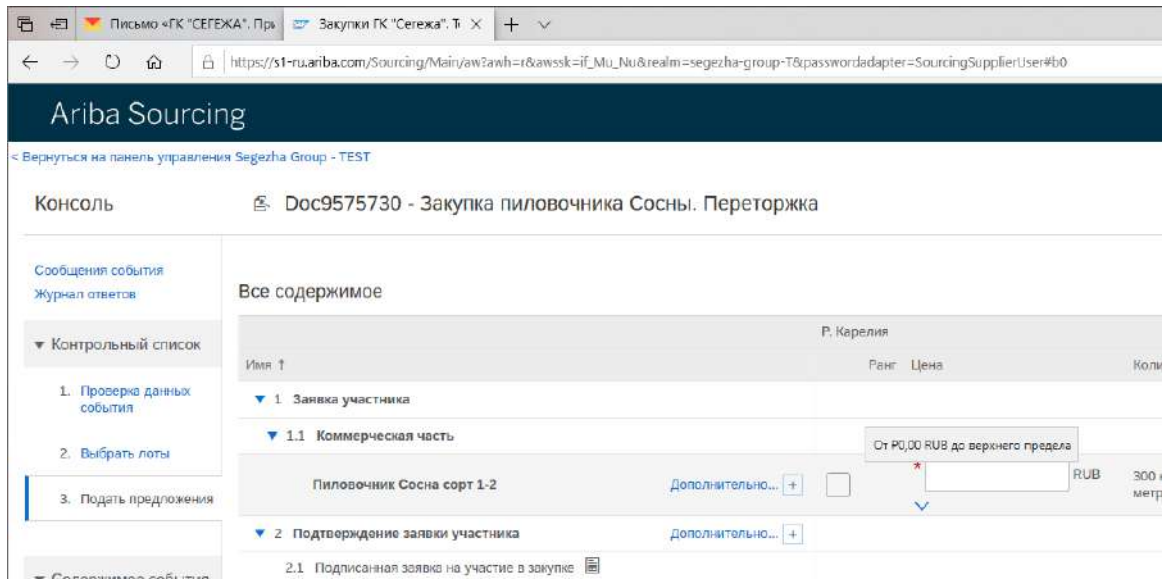 Письмо «ГК "СЕГЕЖА". При
Закупки ГК "Сегежа". Те
https://s1-ru.ariba.com/Sourcing/Main/aw?awh=r&awssk=if_Mu_Nu&realm=segezha-group-T&passwordadapter=SourcingSupplierUser#b0
Ariba Sourcing
< Вернуться на панель управления Segezha Group - TEST
Консоль
Doc9575730 - Закупка пиловочника Сосны. Переторжка
Сообщения события
Журнал ответов
Все содержимое
▼ Контрольный список
Р. Карелия
Имя ↑
Ранг Цена
Коли
1. Проверка данных
события
▼ 1 Заявка участника
▼ 1.1 Коммерческая часть
2. Выбрать лоты
От ₽0,00 RUB до верхнего предела
3. Подать предложения
Пиловочник Сосна сорт 1-2
Дополнительно... +
*
RUB
300
метр
▼ 2 Подтверждение заявки участника
Дополнительно... +
2.1 Подписанная заявка на участие в закупке
▼ Содержимое события